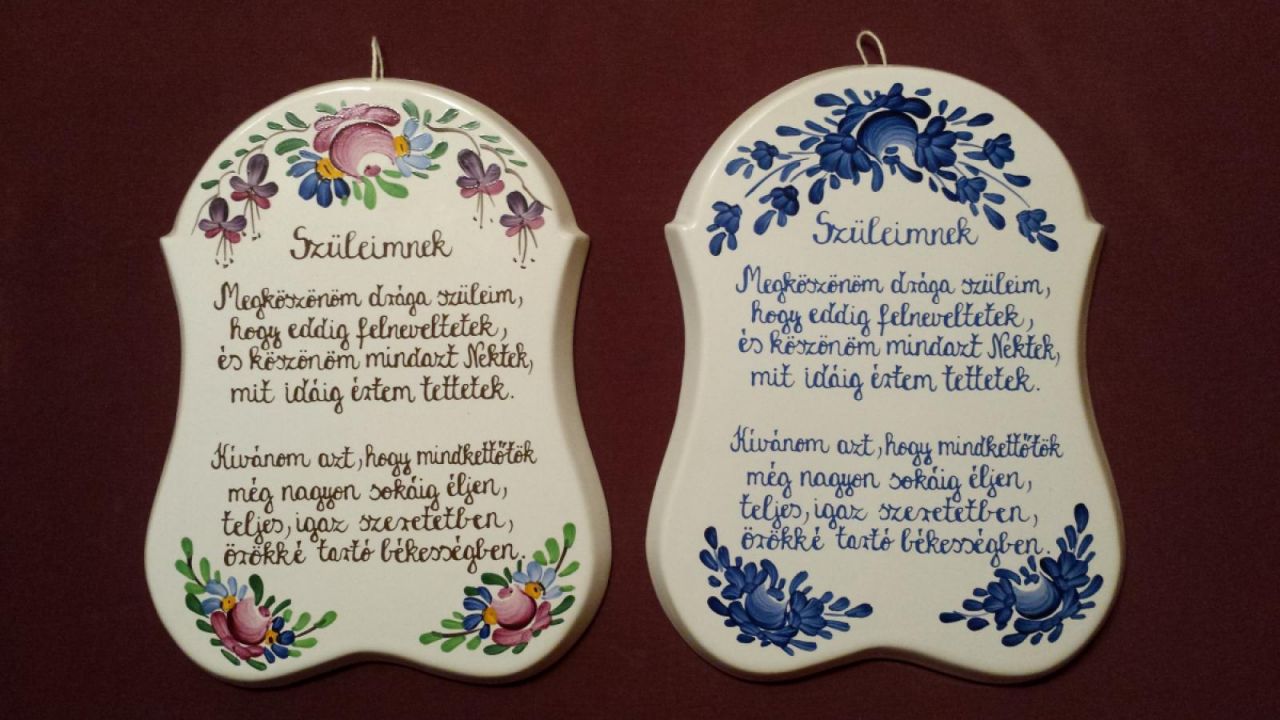 Szüleimnek
Megköszönöm drága szüleim,
hogy eddig felneveltetek,
és köszönöm mindazt Nektek,
mit idáig értem tettetek.
Kívánom azt, hogy mindkettőtök
még nagyon sokáig éljen,
teljes, igaz szeretetben,
örökké tartó békességben.
Szüleimnek
Megköszönöm drága szüleim,
hogy eddig felneveltetek,
és köszönöm mindazt Nektek,
mit idáig értem tettetek.
Kívánom azt, hogy mindkettőtök
még nagyon sokáig éljen,
teljes, igaz szeretetben,
örökké tartó békességben.